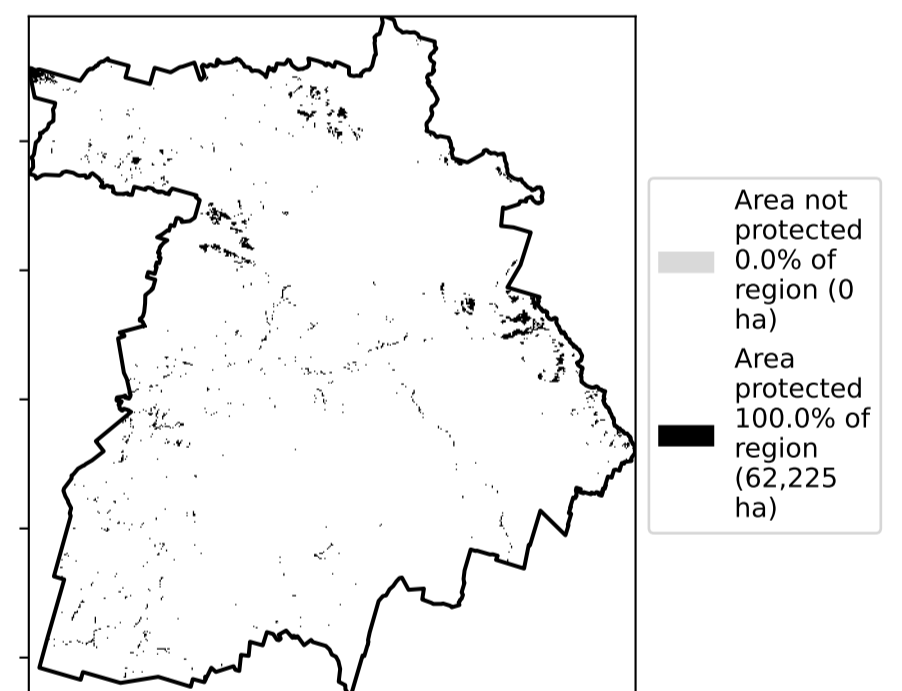 Area not
protected
0.0% of
region (0
ha)
Area
protected
100.0% of
region
(62,225
ha)